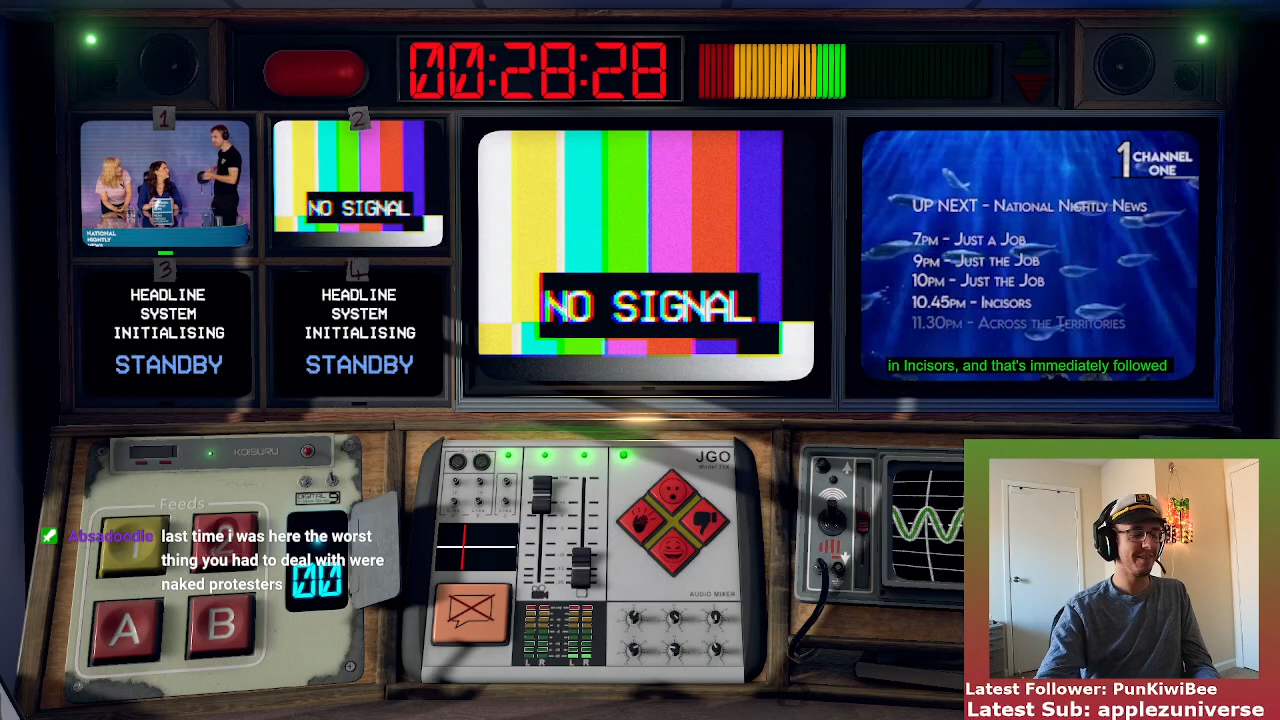 00:28:28
1
2
NATIONAL
NIGHTLY
NO SIGNAL
3
HEADLINE
SYSTEM
INITIALISING
STANDBY
4
HEADLINE
SYSTEM
INITIALISING
STANDBY
NO SIGNAL
1 CHANNEL
ONE
UP NEXT - NATIONAL NIGHTLY NEWS
7PM - JUST A JOB
9PM - JUST THE JOB
10PM - JUST THE JOB
10.45PM - INCISORS
11.30PM - ACROSS THE TERRITORIES
in Incisors, and that's immediately followed
KOISURU
Feeds
1
2
A
B
00
Absadoodle last time i was here the worst
thing you had to deal with were
naked protesters
JGO
AUDIO MIXER
L R
L R
Latest Follower: PunKiwiBee
Latest Sub: applezuniverse